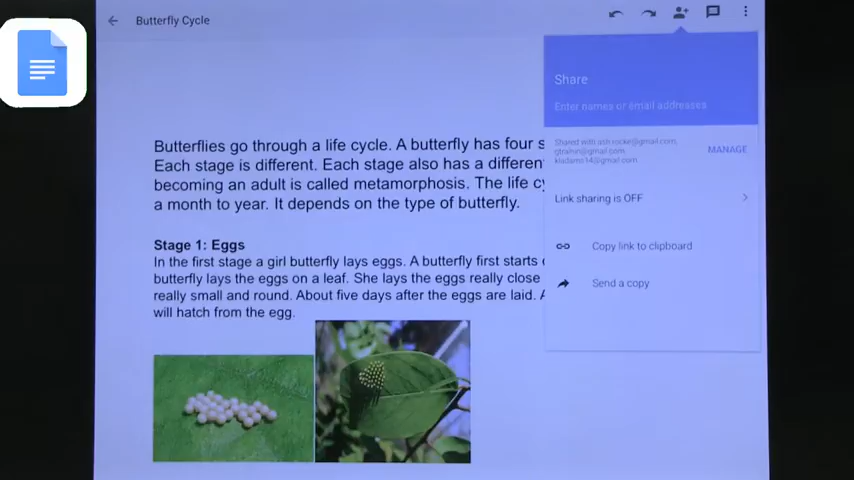 Butterfly Cycle
Share
Enter names or email addresses
MANAGE
Link sharing is OFF
Copy link to clipboard
Send a copy
Butterflies go through a life cycle. A butterfly has four s
Each stage is different. Each stage also has a different
becoming an adult is called metamorphosis. The life cy
a month to year. It depends on the type of butterfly.
Stage 1: Eggs
In the first stage a girl butterfly lays eggs. A butterfly first starts
butterfly lays the eggs on a leaf. She lays the eggs really close
really small and round. About five days after the eggs are laid.
will hatch from the egg.